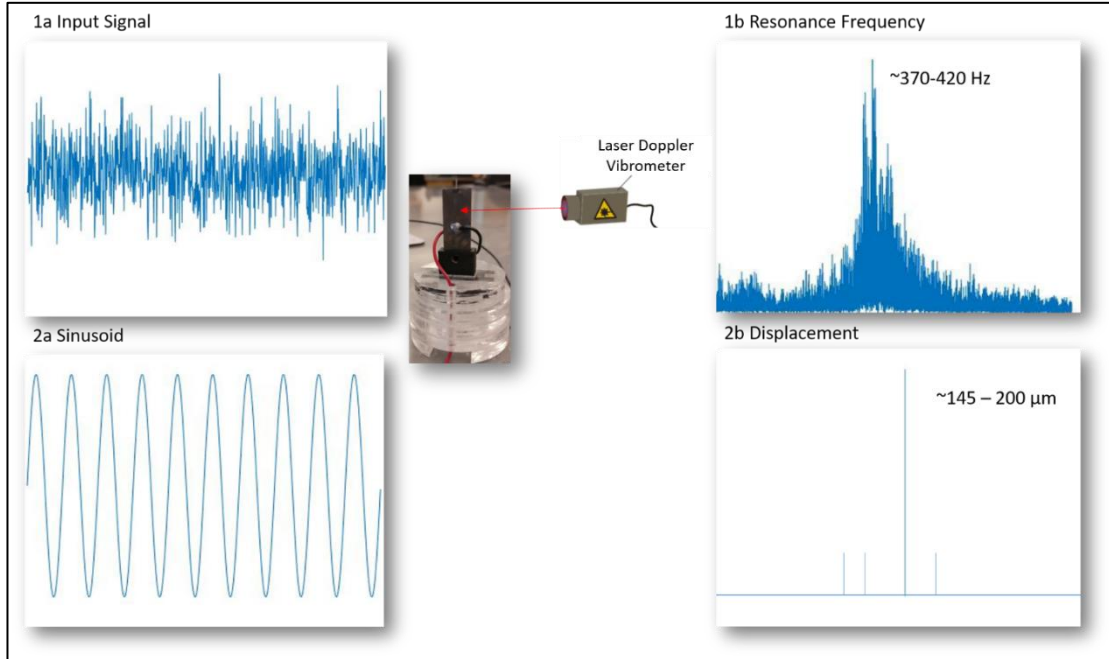 1a Input Signal
1b Resonance Frequency
~370-420 Hz
Laser Doppler
Vibrometer
2a Sinusoid
2b Displacement
~145 – 200 µm